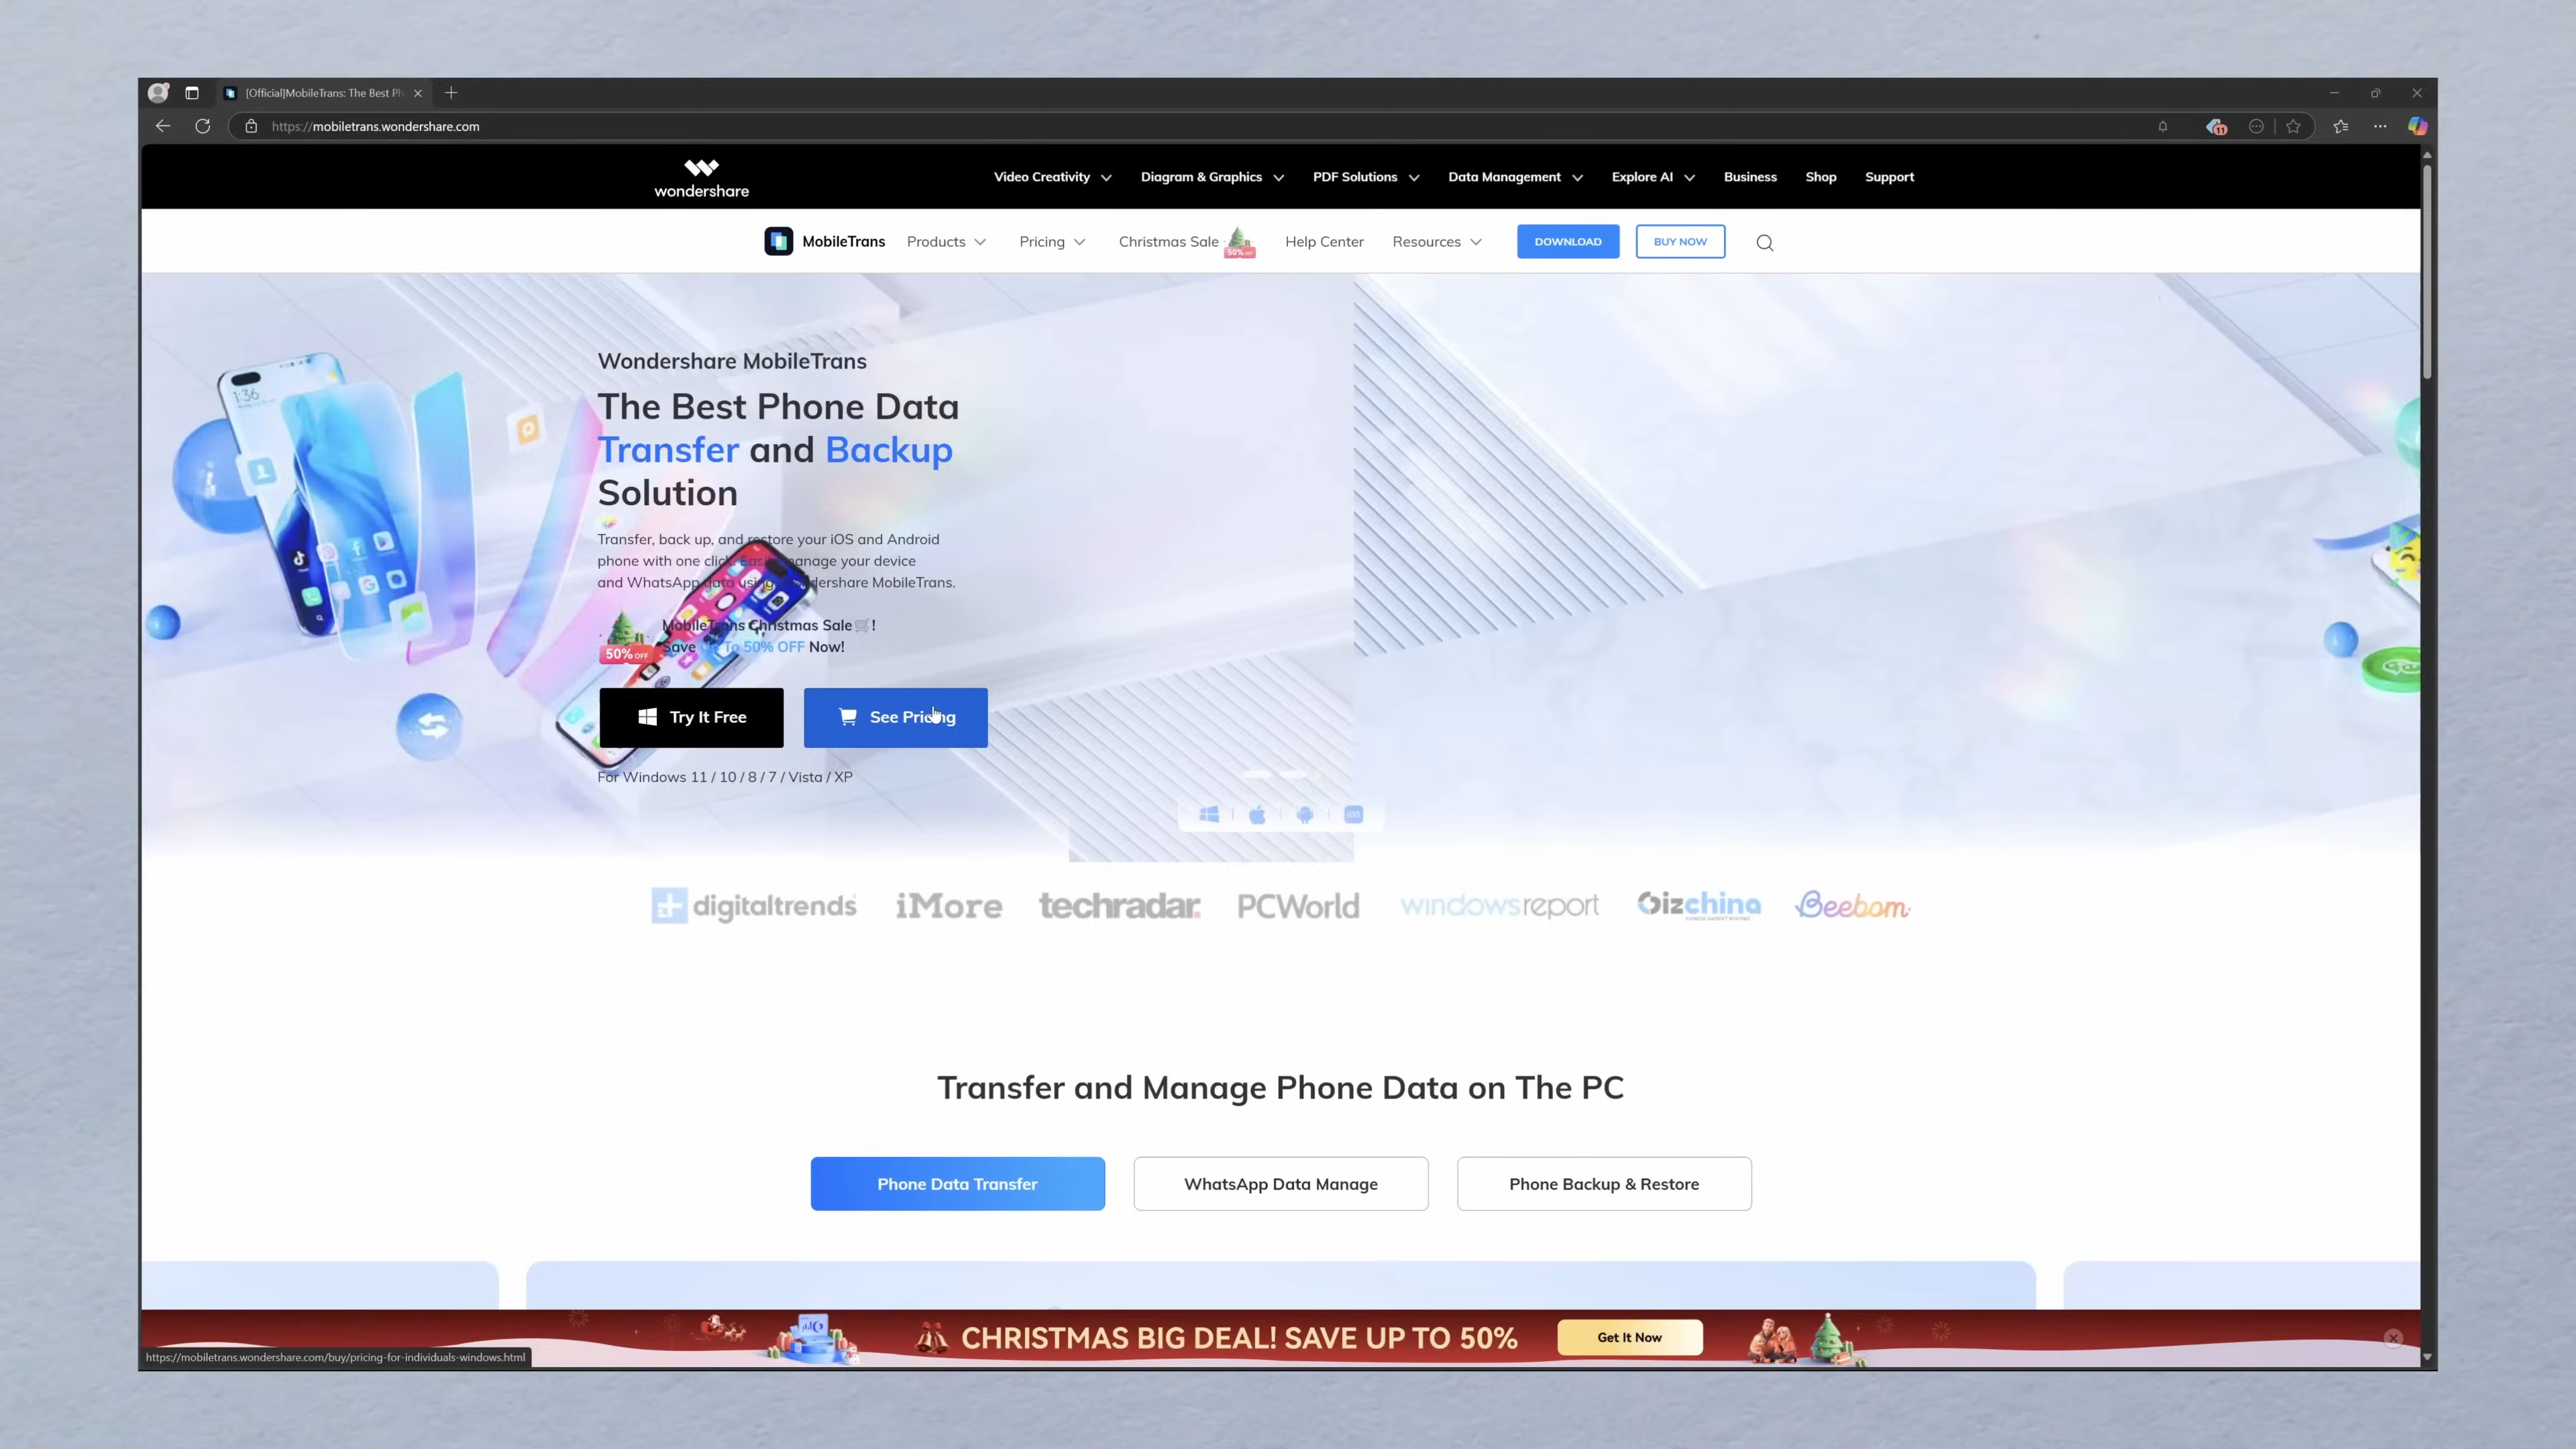 [Official]MobileTrans: The Best Ph
https://mobiletrans.wondershare.com
11
wondershare
Video Creativity
Diagram & Graphics
PDF Solutions
Data Management
Explore AI
Business
Shop
Support
MobileTrans
Products
Pricing
Christmas Sale
50% OFF
Help Center
Resources
DOWNLOAD
BUY NOW
1:36
Wondershare MobileTrans
The Best Phone Data
Transfer and Backup
Solution
Transfer, back up, and restore your iOS and Android
phone with one click. Easily manage your device
and WhatsApp data using Wondershare MobileTrans.
MobileTrans Christmas Sale🛒!
50% OFF
Save Up To 50% OFF Now!
Try It Free
See Pricing
For Windows 11 / 10 / 8 / 7 / Vista / XP
iOS
digitaltrends
iMore
techradar.
PCWorld
windowsreport
Gizchina
Beebom
Transfer and Manage Phone Data on The PC
Phone Data Transfer
WhatsApp Data Manage
Phone Backup & Restore
CHRISTMAS BIG DEAL! SAVE UP TO 50%
Get It Now
https://mobiletrans.wondershare.com/buy/pricing-for-individuals-windows.html